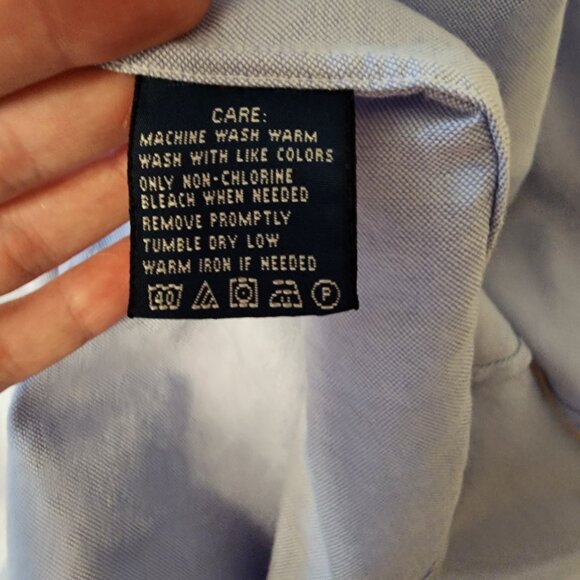 CARE:
MACHINE WASH WARM
WASH WITH LIKE COLORS
ONLY NON-CHLORINE
BLEACH WHEN NEEDED
REMOVE PROMPTLY
TUMBLE DRY LOW
WARM IRON IF NEEDED
40 P